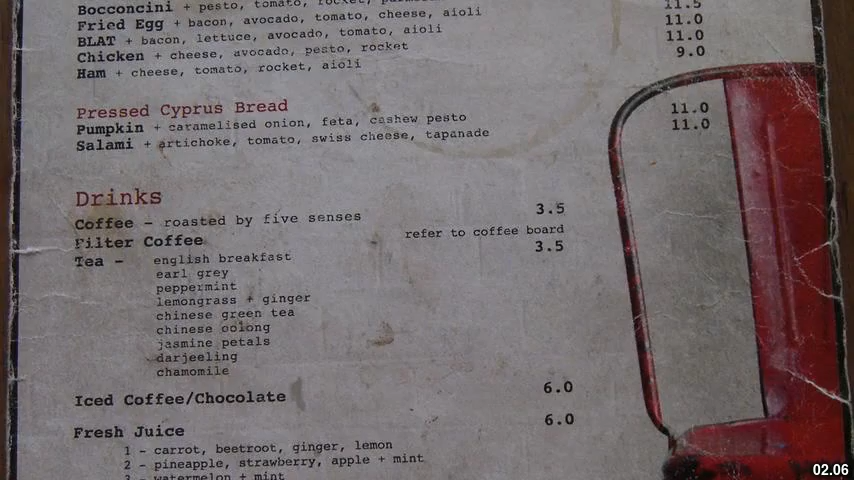 Bocconcini + pesto, tomato, rocket, 11.5
Fried Egg + bacon, avocado, tomato, cheese, aioli 11.0
BLAT + bacon, lettuce, avocado, tomato, aioli 11.0
Chicken + cheese, avocado, pesto, rocket 9.0
Ham + cheese, tomato, rocket, aioli
Pressed Cyprus Bread
Pumpkin + caramelised onion, feta, cashew pesto 11.0
Salami + artichoke, tomato, swiss cheese, tapanade 11.0
Drinks
Coffee - roasted by five senses 3.5
Filter Coffee refer to coffee board
Tea - english breakfast 3.5
earl grey
peppermint
lemongrass + ginger
chinese green tea
chinese oolong
jasmine petals
darjeeling
chamomile
Iced Coffee/Chocolate 6.0
Fresh Juice 6.0
1 - carrot, beetroot, ginger, lemon
2 - pineapple, strawberry, apple + mint
3 - watermelon + mint
02.06